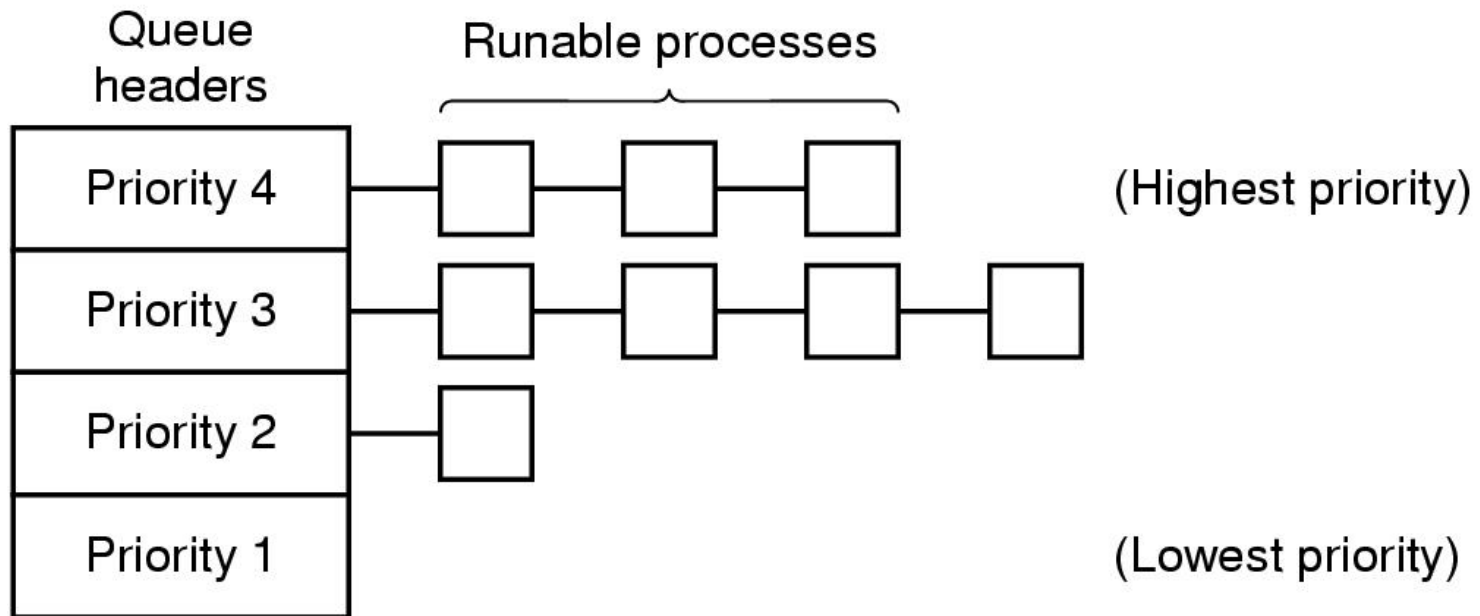 Queue
headers
Runable processes
Priority 4
(Highest priority)
Priority 3
Priority 2
Priority 1
(Lowest priority)